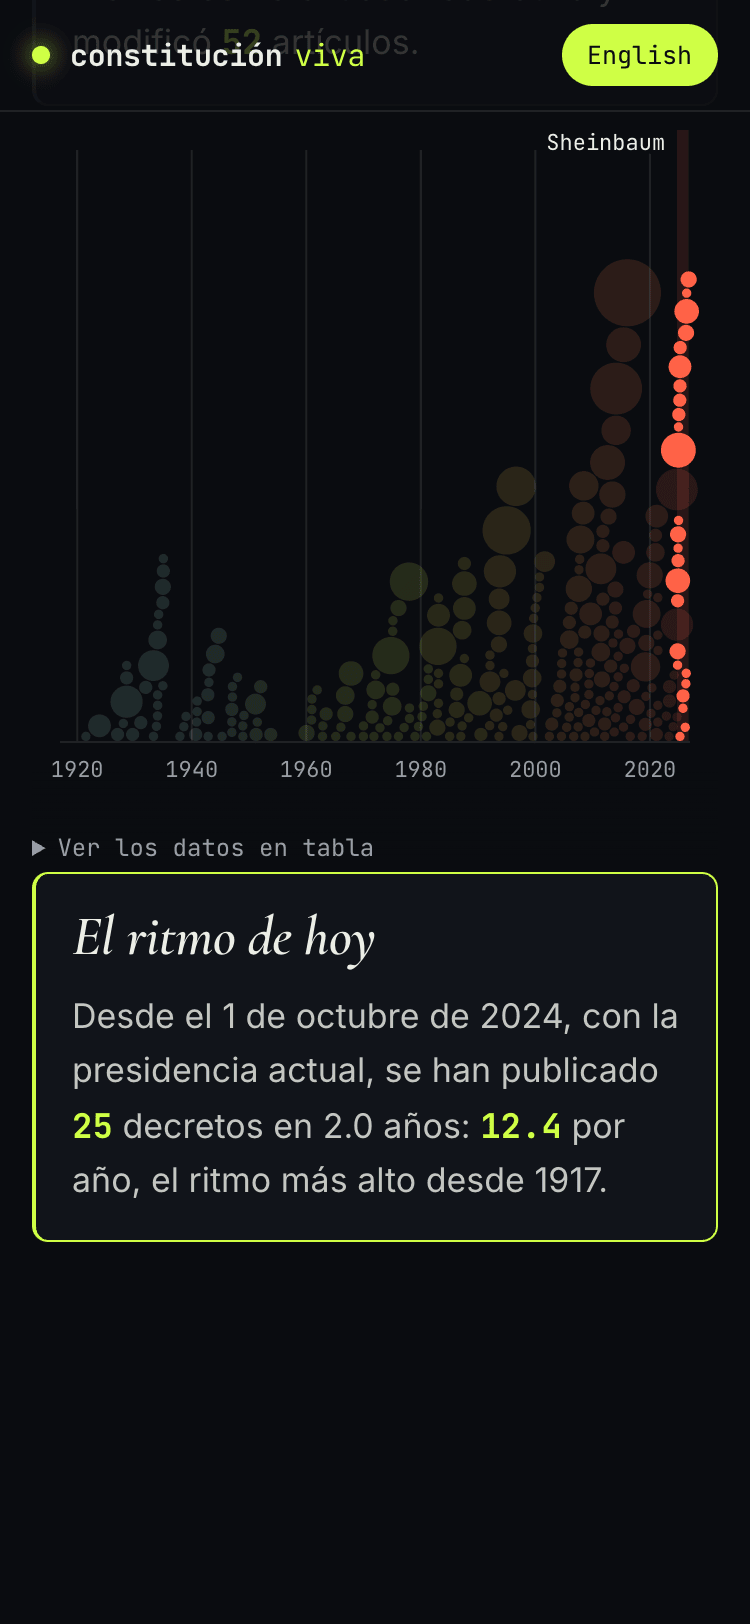 modificó 52 artículos.
constitución viva
English
Sheinbaum
1920 1940 1960 1980 2000 2020
▶ Ver los datos en tabla
El ritmo de hoy
Desde el 1 de octubre de 2024, con la
presidencia actual, se han publicado
25 decretos en 2.0 años: 12.4 por
año, el ritmo más alto desde 1917.